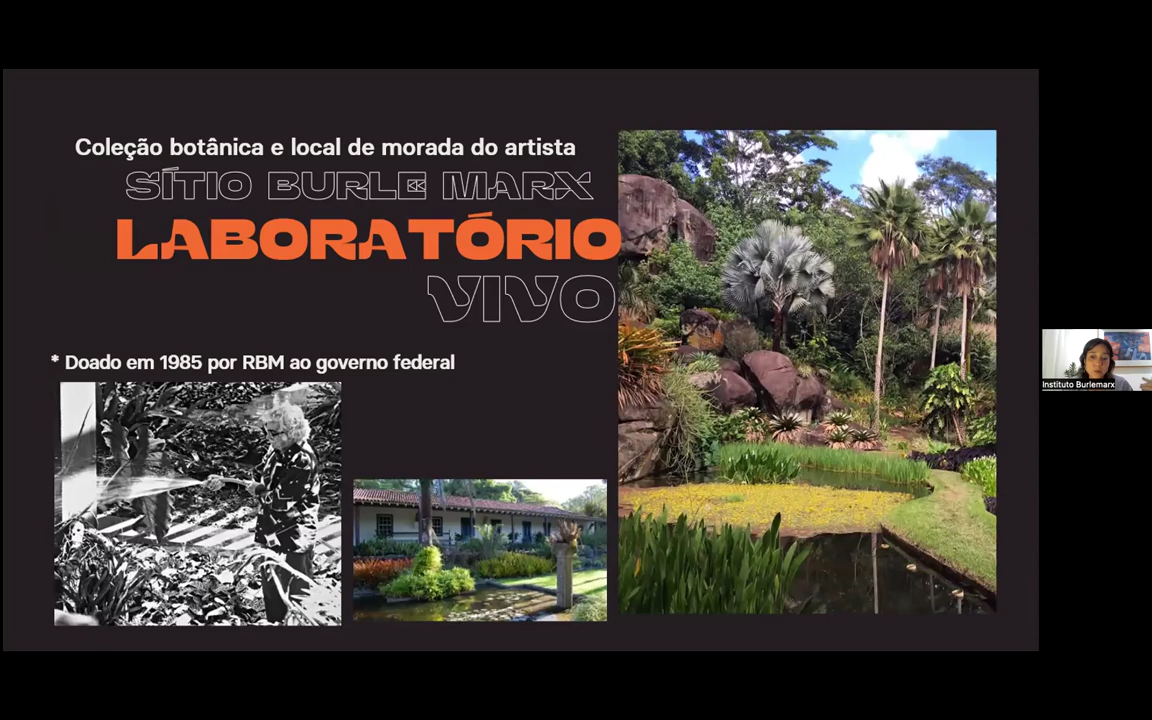 Coleção botânica e local de morada do artista
SÍTIO BURLE MARX
LABORATÓRIO
VIVO
* Doado em 1985 por RBM ao governo federal
Instituto Burlemarx